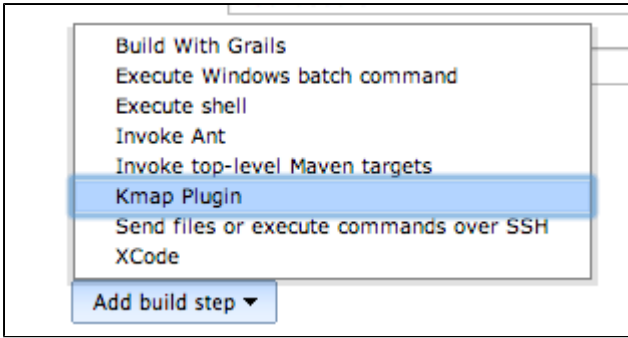 Build With Grails
Execute Windows batch command
Execute shell
Invoke Ant
Invoke top-level Maven targets
Kmap Plugin
Send files or execute commands over SSH
XCode
Add build step